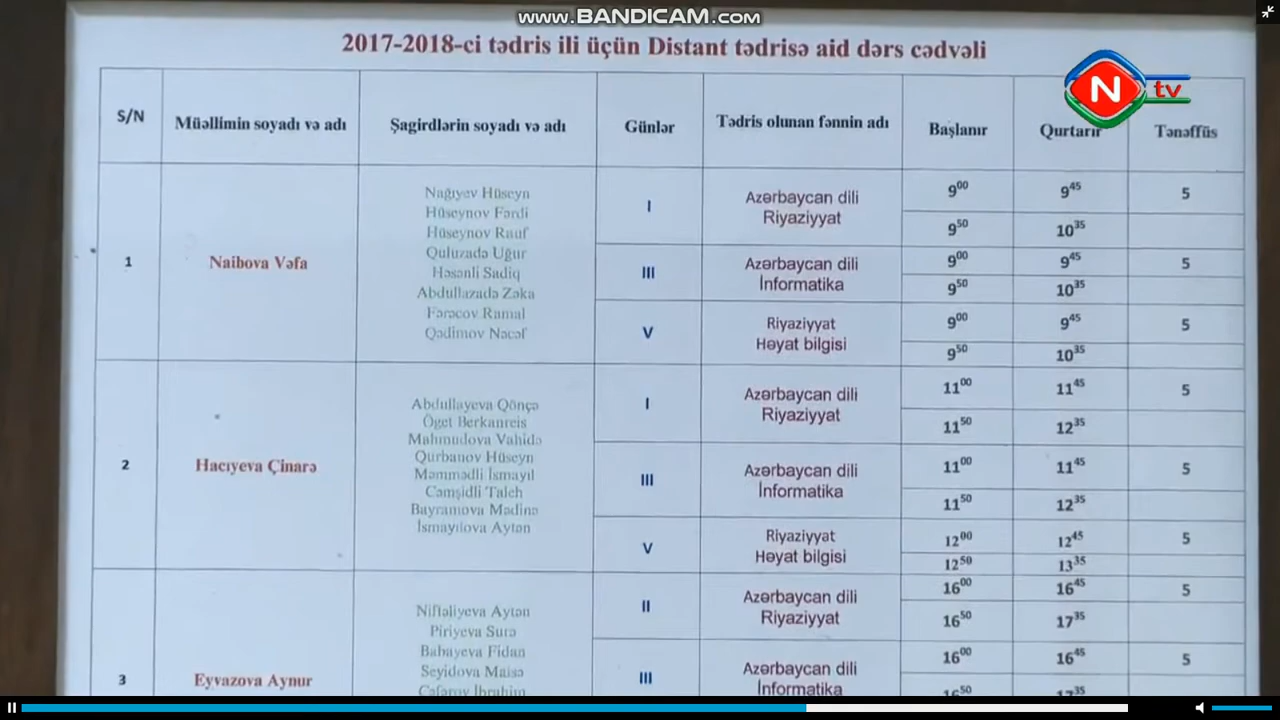 www.BANDICAM.com
2017-2018-ci tədris ili üçün Distant tədrisə aid dərs cədvəli
N tv
S/N Müəllimin soyadı və adı Şagirdlərin soyadı və adı Günlər Tədris olunan fənnin adı Başlanır Qurtarır Tənəffüs
1 Naibova Vəfa
Nağıyev Hüseyn
Hüseynov Fərdi
Hüseynov Rauf
Quluzadə Uğur
Həsənli Sadiq
Abdullazadə Zəka
Fərəcov Ramal
Qədimov Nəcəf
I Azərbaycan dili 9⁰⁰ 9⁴⁵ 5
Riyaziyyat 9⁵⁰ 10³⁵
III Azərbaycan dili 9⁰⁰ 9⁴⁵ 5
İnformatika 9⁵⁰ 10³⁵
V Riyaziyyat 9⁰⁰ 9⁴⁵ 5
Həyat bilgisi 9⁵⁰ 10³⁵
2 Hacıyeva Çinarə
Abdullayeva Qönçə
Öget Berkanreis
Mahmudova Vahidə
Qurbanov Hüseyn
Məmmədli İsmayıl
Cəmşidli Taleh
Bayramova Mədinə
İsmayılova Aytən
I Azərbaycan dili 11⁰⁰ 11⁴⁵ 5
Riyaziyyat 11⁵⁰ 12³⁵
III Azərbaycan dili 11⁰⁰ 11⁴⁵ 5
İnformatika 11⁵⁰ 12³⁵
V Riyaziyyat 12⁰⁰ 12⁴⁵ 5
Həyat bilgisi 12⁵⁰ 13³⁵
3 Eyvazova Aynur
Niftəliyeva Aytən
Piriyeva Surə
Babayeva Fidan
Seyidova Maisə
Cəfərov İbrahim
II Azərbaycan dili 16⁰⁰ 16⁴⁵ 5
Riyaziyyat 16⁵⁰ 17³⁵
III Azərbaycan dili 16⁰⁰ 16⁴⁵ 5
İnformatika 16⁵⁰ 17³⁵